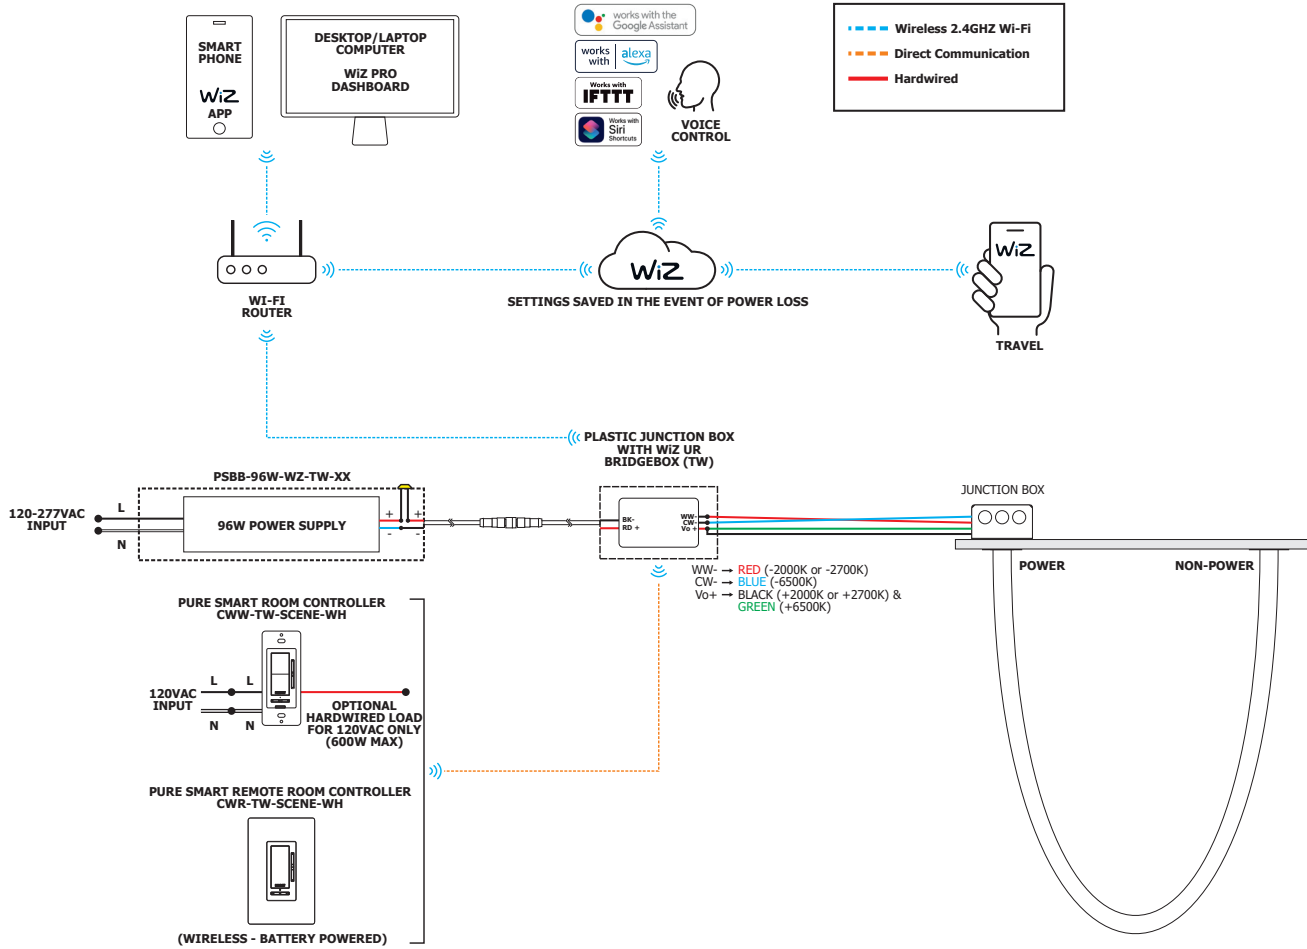 SMART
PHONE
WiZ
APP
DESKTOP/LAPTOP
COMPUTER
WiZ PRO
DASHBOARD
works with the
Google Assistant
works
with
alexa
Works with
IFTTT
Works with
Siri
Shortcuts
VOICE
CONTROL
Wireless 2.4GHZ Wi-Fi
Direct Communication
Hardwired
WI-FI
ROUTER
WiZ
SETTINGS SAVED IN THE EVENT OF POWER LOSS
WiZ
TRAVEL
PLASTIC JUNCTION BOX
WITH WiZ UR
BRIDGEBOX (TW)
PSBB-96W-WZ-TW-XX
120-277VAC
INPUT
L
N
96W POWER SUPPLY
+
+
-
-
BK-
RD +
WW-
CW-
Vo +
JUNCTION BOX
POWER
NON-POWER
WW- → RED (-2000K or -2700K)
CW- → BLUE (-6500K)
Vo+ → BLACK (+2000K or +2700K) &
GREEN (+6500K)
PURE SMART ROOM CONTROLLER
CWW-TW-SCENE-WH
120VAC
INPUT
L
L
N
N
OPTIONAL
HARDWIRED LOAD
FOR 120VAC ONLY
(600W MAX)
PURE SMART REMOTE ROOM CONTROLLER
CWR-TW-SCENE-WH
(WIRELESS - BATTERY POWERED)